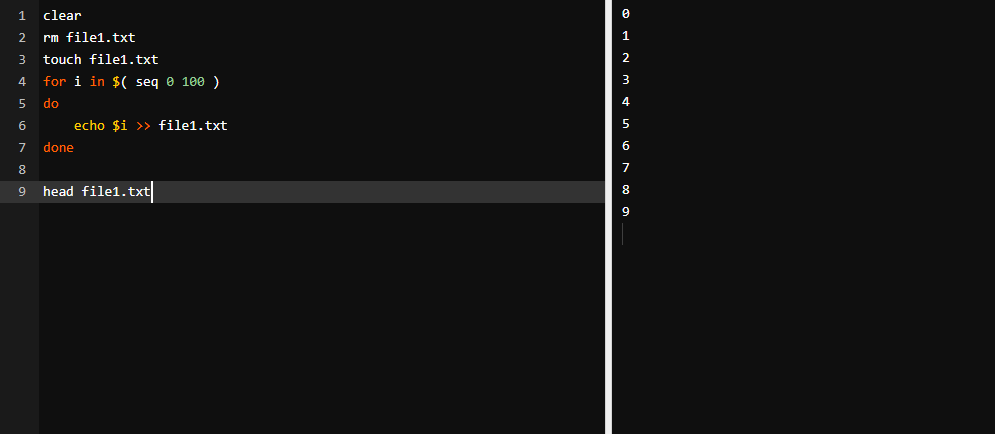 1 clear
2 rm file1.txt
3 touch file1.txt
4 for i in $( seq 0 100 )
5 do
6     echo $i >> file1.txt
7 done
8
9 head file1.txt
0
1
2
3
4
5
6
7
8
9